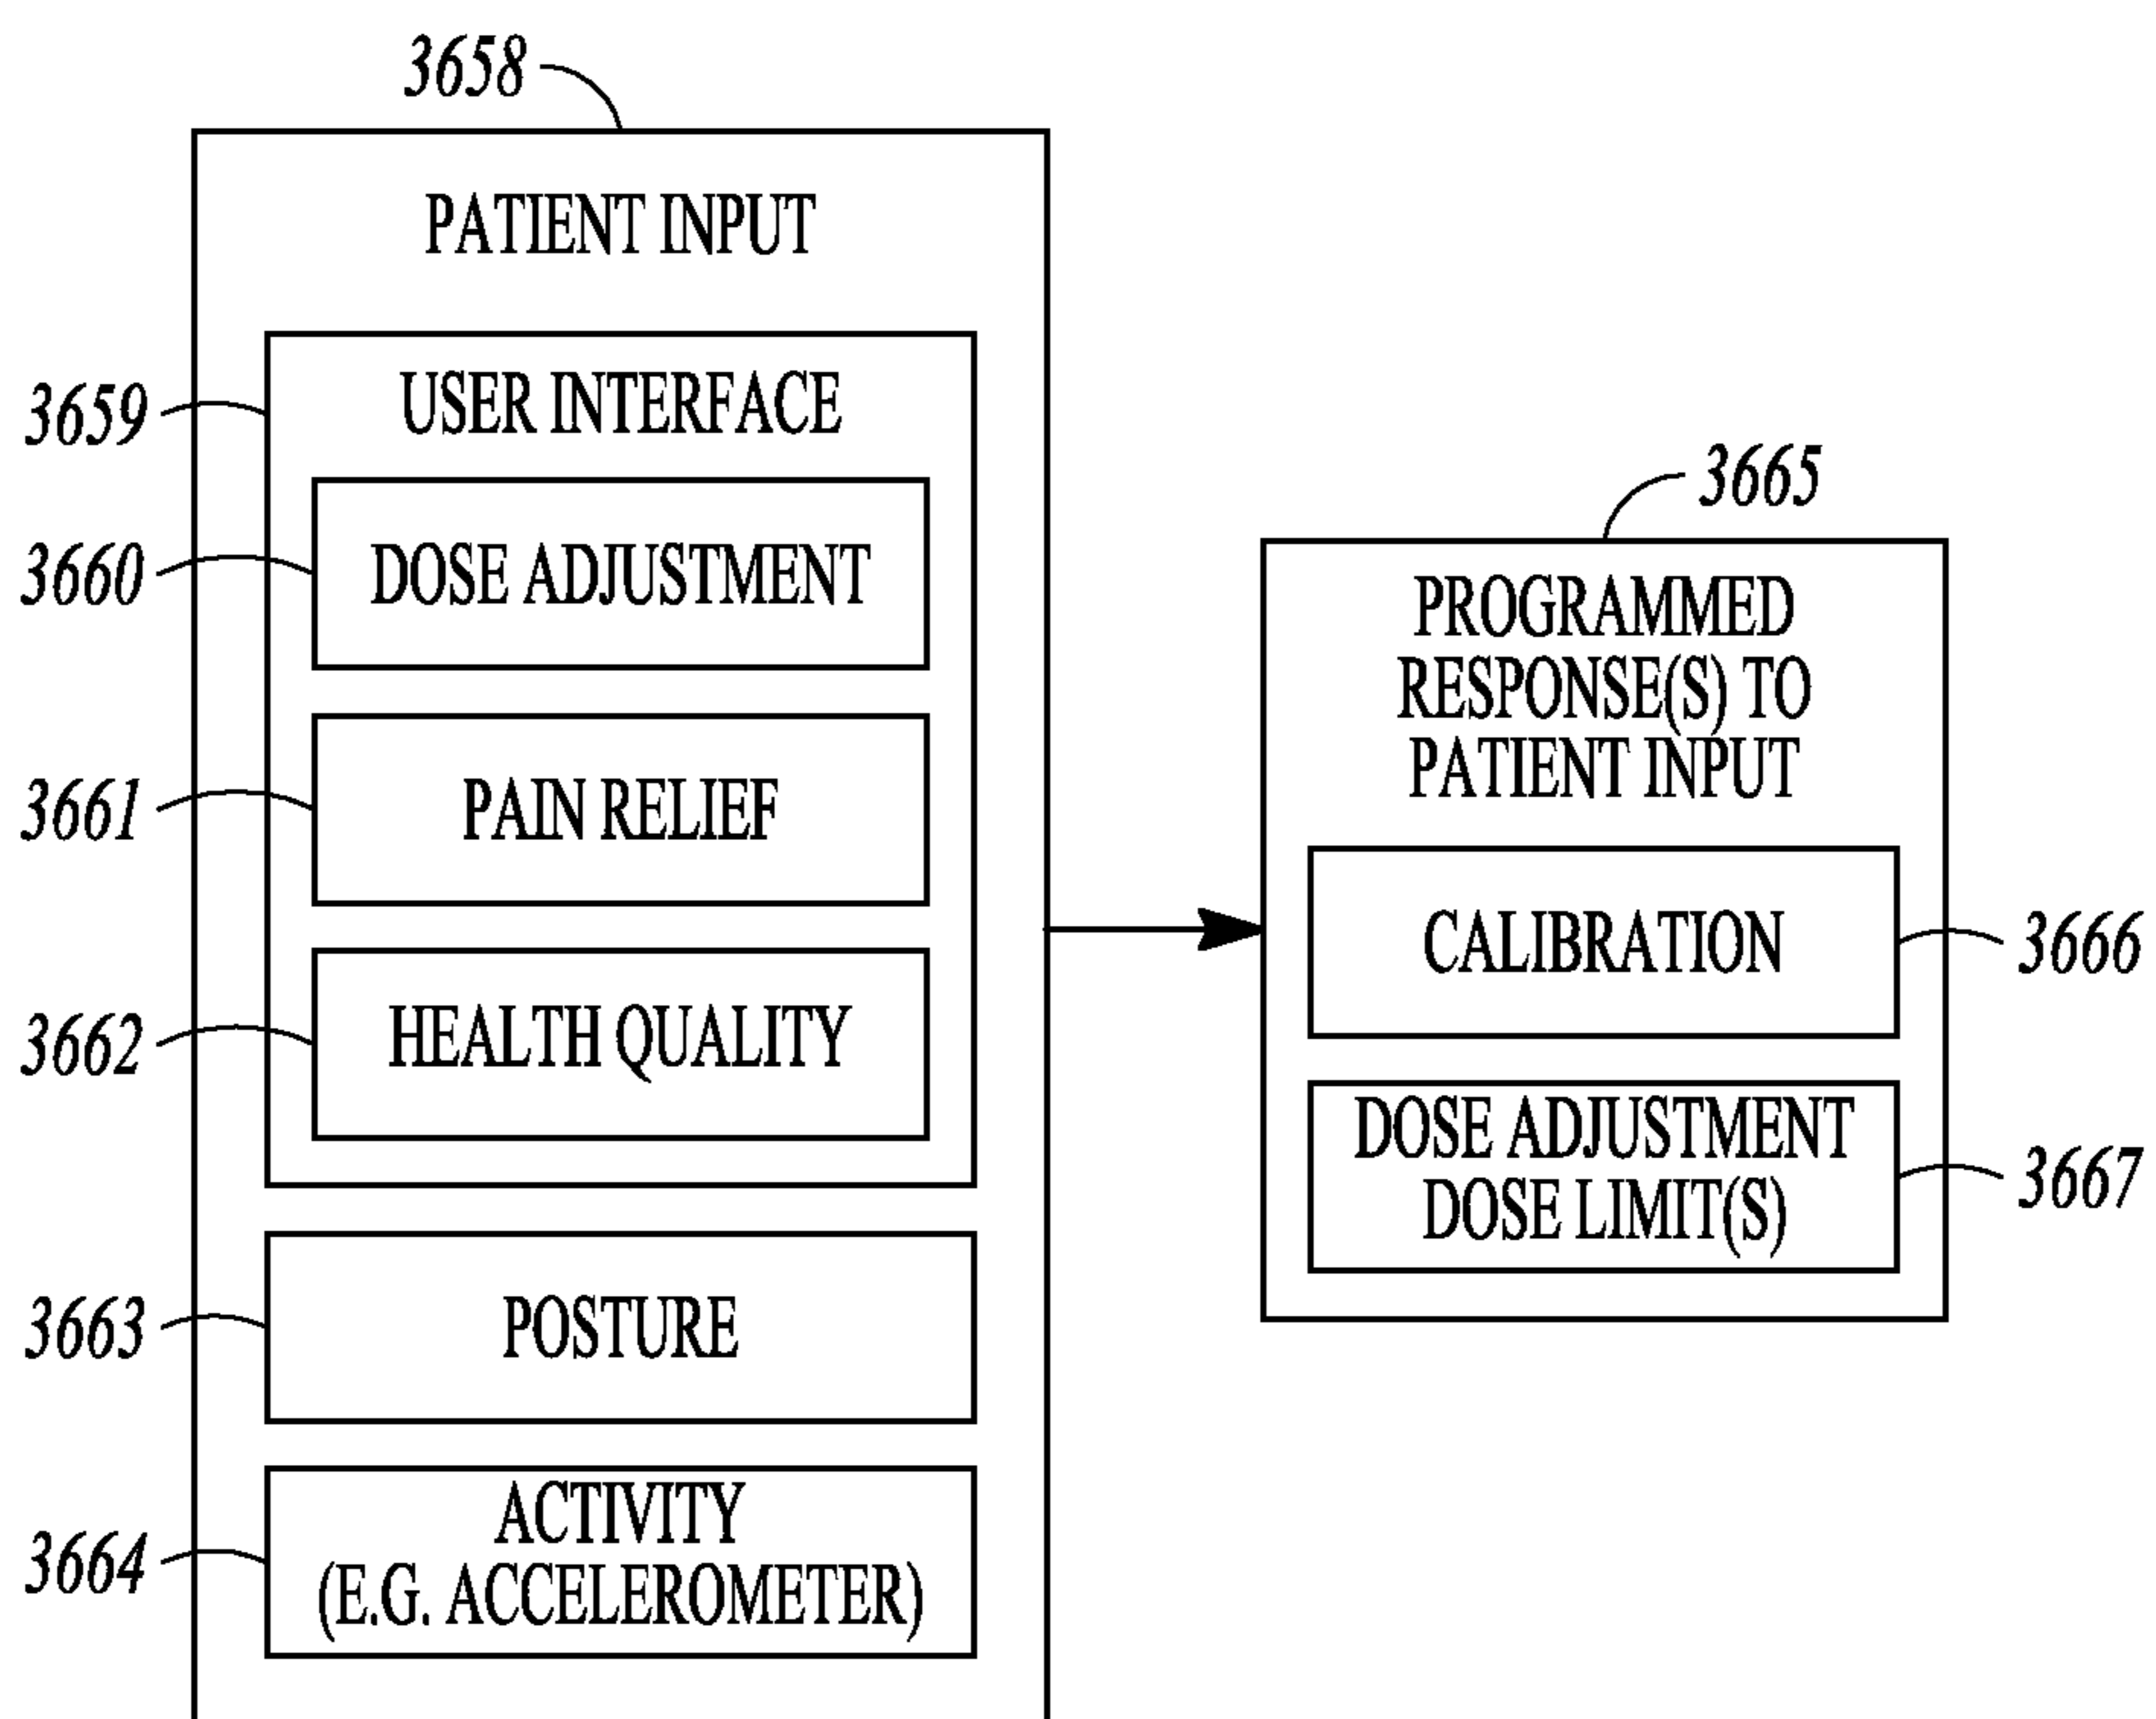 3658
PATIENT INPUT
3659
USER INTERFACE
3660
DOSE ADJUSTMENT
3661
PAIN RELIEF
3662
HEALTH QUALITY
3663
POSTURE
3664
ACTIVITY
(E.G. ACCELEROMETER)
3665
PROGRAMMED
RESPONSE(S) TO
PATIENT INPUT
CALIBRATION
3666
DOSE ADJUSTMENT
DOSE LIMIT(S)
3667